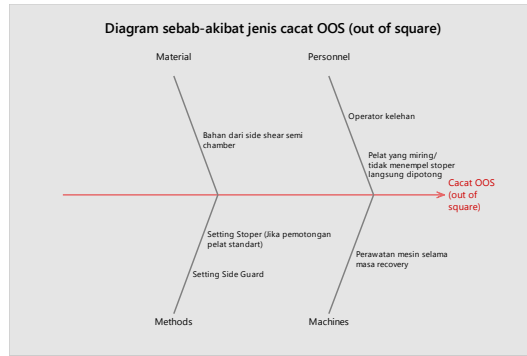 Diagram sebab-akibat jenis cacat OOS (out of square)
Material
Personnel
Operator kelehan
Bahan dari side shear semi
chamber
Pelat yang miring/
tidak menempel stoper
langsung dipotong
Cacat OOS
(out of
square)
Setting Stoper (Jika pemotongan
pelat standart)
Perawatan mesin selama
masa recovery
Setting Side Guard
Methods
Machines